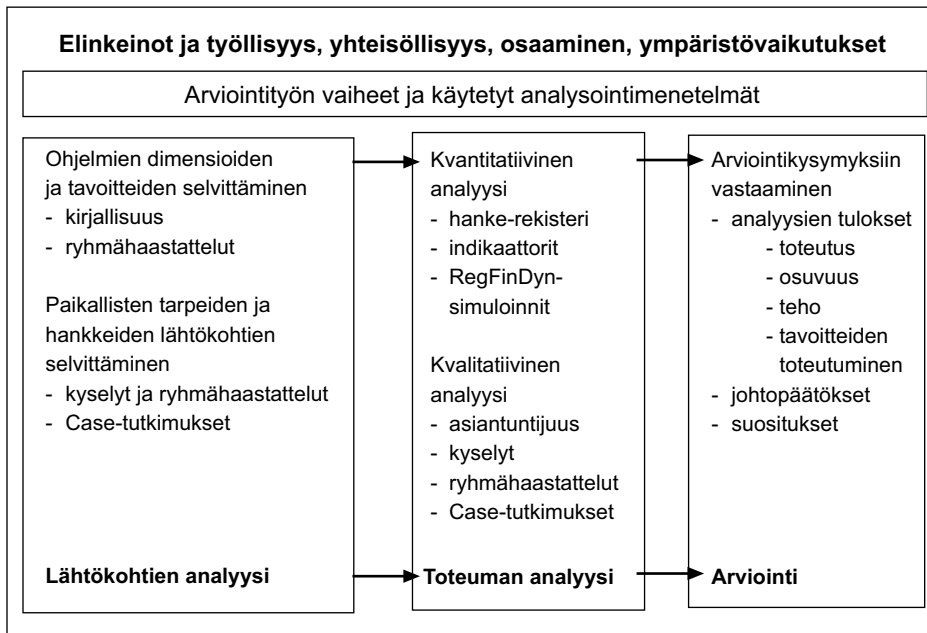 Elinkeinot ja työllisyys, yhteisöllisyys, osaaminen, ympäristövaikutukset
Arviointityön vaiheet ja käytetyt analysointimenetelmät
Ohjelmien dimensioiden
ja tavoitteiden selvittäminen
- kirjallisuus
- ryhmähaastattelut
Paikallisten tarpeiden ja
hankkeiden lähtökohtien
selvittäminen
- kyselyt ja ryhmähaastattelut
- Case-tutkimukset
Lähtökohtien analyysi
Kvantitatiivinen
analyysi
- hanke-rekisteri
- indikaattorit
- RegFinDyn-
simuloinnit
Kvalitatiivinen
analyysi
- asiantuntijuus
- kyselyt
- ryhmähaastattelut
- Case-tutkimukset
Toteuman analyysi
Arviointikysymyksiin
vastaaminen
- analyysien tulokset
- toteutus
- osuvuus
- teho
- tavoitteiden
toteutuminen
- johtopäätökset
- suositukset
Arviointi